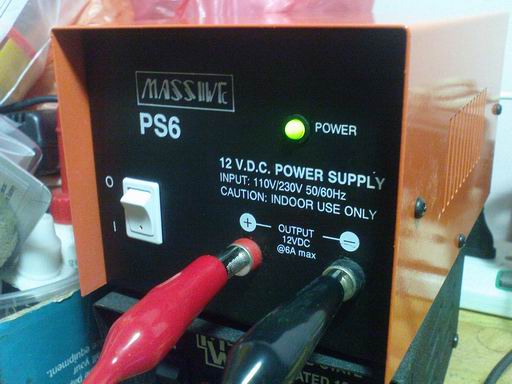 MASSIVE
PS6
POWER
12 V.D.C. POWER SUPPLY
INPUT: 110V/230V 50/60Hz
CAUTION: INDOOR USE ONLY
O
I
+
OUTPUT
12VDC
@6A max
−
equipment.